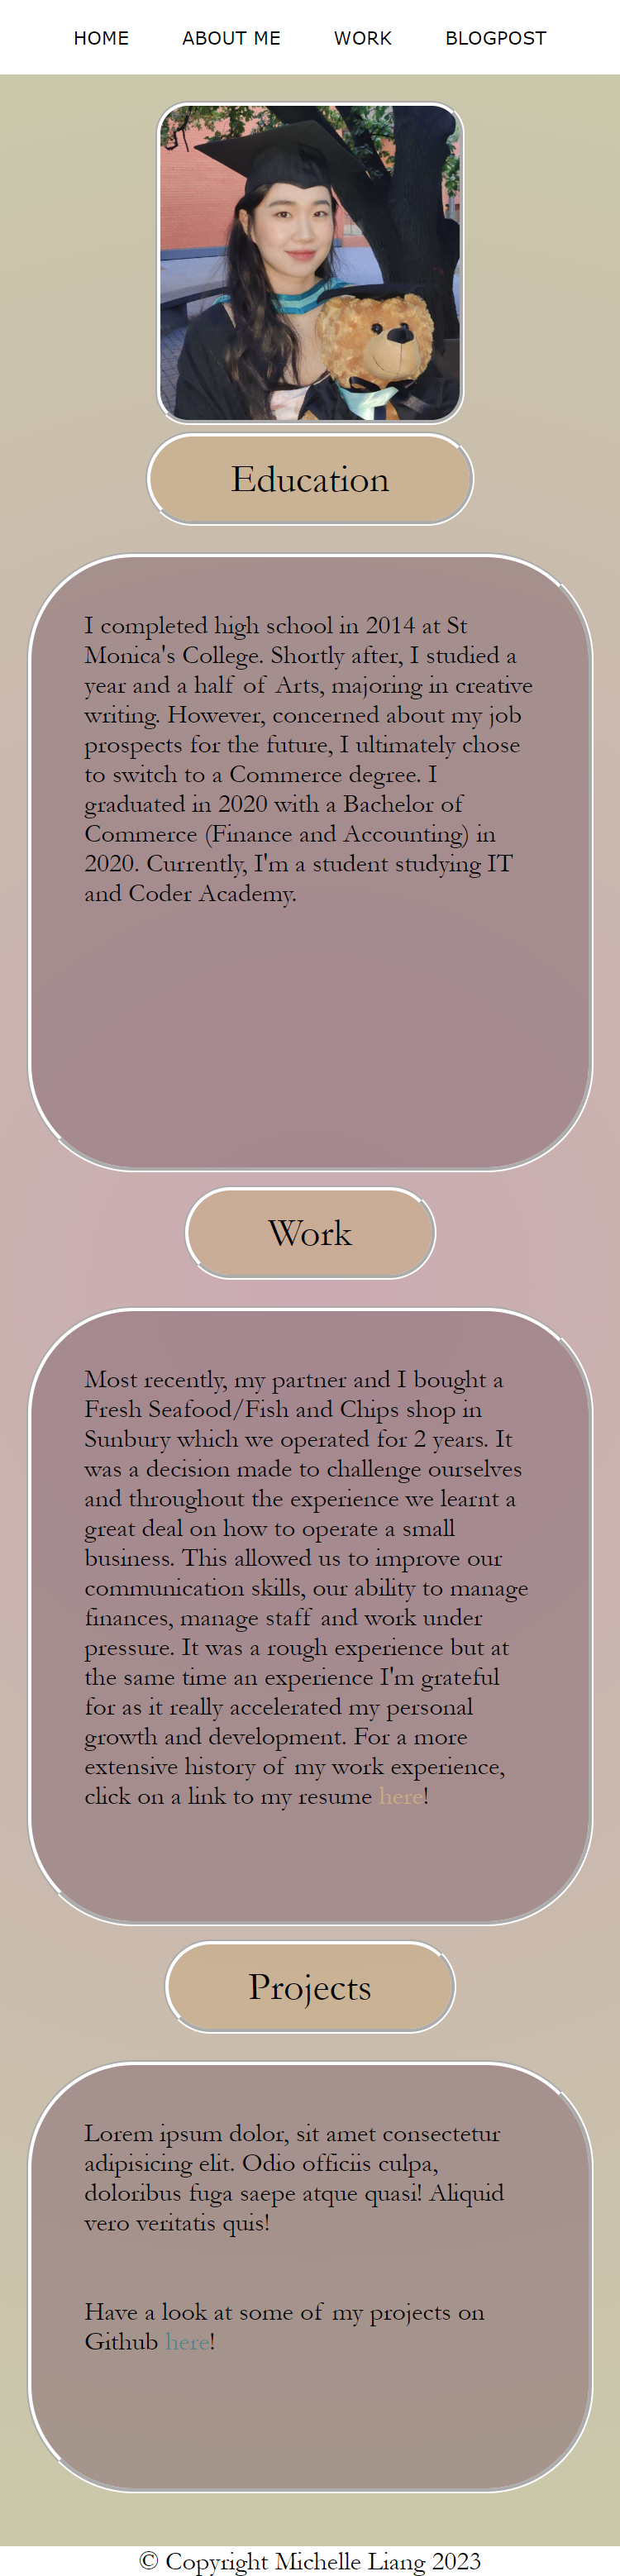 HOME ABOUT ME WORK BLOGPOST
Education
I completed high school in 2014 at St
Monica's College. Shortly after, I studied a
year and a half of Arts, majoring in creative
writing. However, concerned about my job
prospects for the future, I ultimately chose
to switch to a Commerce degree. I
graduated in 2020 with a Bachelor of
Commerce (Finance and Accounting) in
2020. Currently, I'm a student studying IT
and Coder Academy.
Work
Most recently, my partner and I bought a
Fresh Seafood/Fish and Chips shop in
Sunbury which we operated for 2 years. It
was a decision made to challenge ourselves
and throughout the experience we learnt a
great deal on how to operate a small
business. This allowed us to improve our
communication skills, our ability to manage
finances, manage staff and work under
pressure. It was a rough experience but at
the same time an experience I'm grateful
for as it really accelerated my personal
growth and development. For a more
extensive history of my work experience,
click on a link to my resume here!
Projects
Lorem ipsum dolor, sit amet consectetur
adipisicing elit. Odio officiis culpa,
doloribus fuga saepe atque quasi! Aliquid
vero veritatis quis!
Have a look at some of my projects on
Github here!
© Copyright Michelle Liang 2023